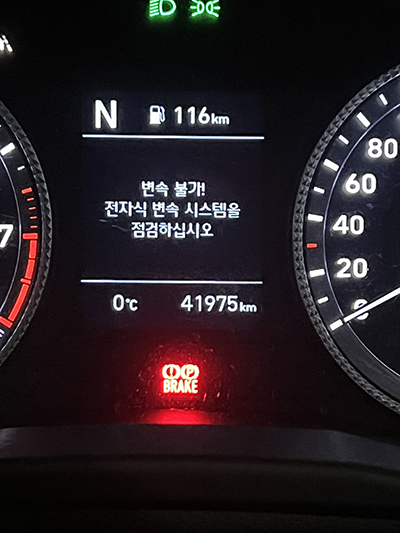 N 116km
80
변속 불가!
60
전자식 변속 시스템을
점검하십시오
40
7
20
0℃ 41975km
(!)(P)
BRAKE